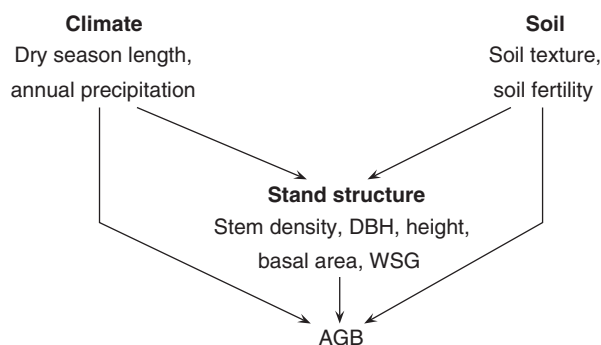 Climate
Dry season length,
annual precipitation
Soil
Soil texture,
soil fertility
Stand structure
Stem density, DBH, height,
basal area, WSG
AGB